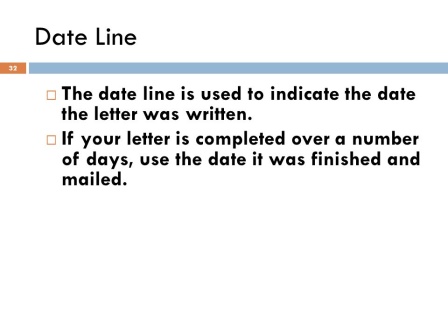 Date Line
32
The date line is used to indicate the date
the letter was written.
If your letter is completed over a number
of days, use the date it was finished and
mailed.